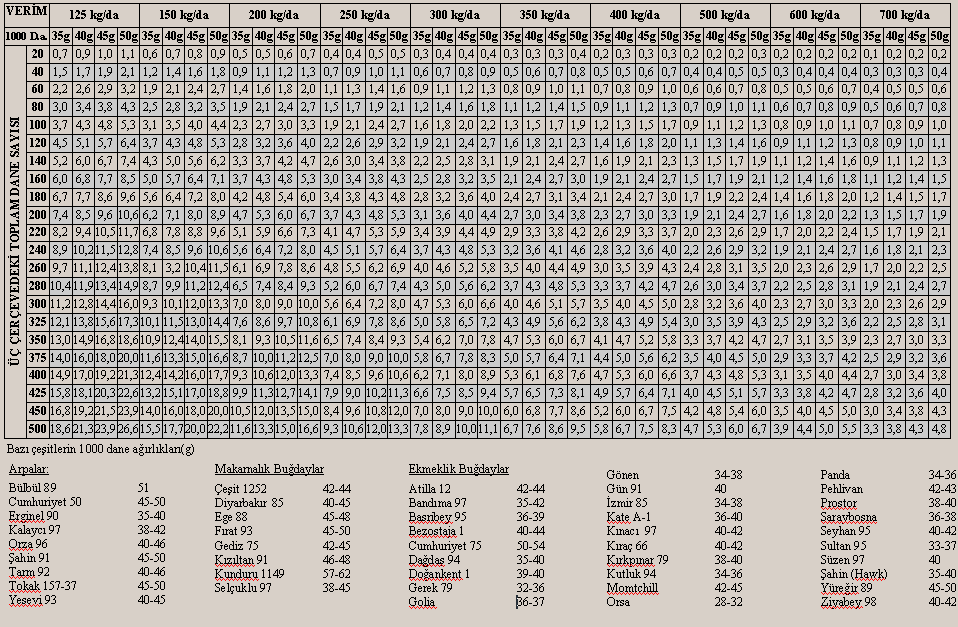 VERİM 125 kg/da 150 kg/da 200 kg/da 250 kg/da 300 kg/da 350 kg/da 400 kg/da 500 kg/da 600 kg/da 700 kg/da
1000 D.a. 35g 40g 45g 50g 35g 40g 45g 50g 35g 40g 45g 50g 35g 40g 45g 50g 35g 40g 45g 50g 35g 40g 45g 50g 35g 40g 45g 50g 35g 40g 45g 50g 35g 40g 45g 50g 35g 40g 45g 50g
ÜÇ ÇERÇEVEDEKİ TOPLAM DANE SAYISI
20 0,7 0,9 1,0 1,1 0,6 0,7 0,8 0,9 0,5 0,5 0,6 0,7 0,4 0,4 0,5 0,5 0,3 0,4 0,4 0,4 0,3 0,3 0,4 0,4 0,2 0,3 0,3 0,3 0,2 0,2 0,2 0,3 0,2 0,2 0,2 0,2 0,1 0,2 0,2 0,2
40 1,5 1,7 1,9 2,1 1,2 1,4 1,6 1,8 0,9 1,1 1,2 1,3 0,7 0,9 1,0 1,1 0,6 0,7 0,8 0,9 0,5 0,6 0,7 0,8 0,5 0,5 0,6 0,7 0,4 0,4 0,5 0,5 0,3 0,4 0,4 0,4 0,3 0,3 0,3 0,4
60 2,2 2,6 2,9 3,2 1,9 2,1 2,4 2,7 1,4 1,6 1,8 2,0 1,1 1,3 1,4 1,6 0,9 1,1 1,2 1,3 0,8 0,9 1,0 1,1 0,7 0,8 0,9 1,0 0,6 0,6 0,7 0,8 0,5 0,5 0,6 0,7 0,4 0,5 0,5 0,6
80 3,0 3,4 3,8 4,3 2,5 2,8 3,2 3,5 1,9 2,1 2,4 2,7 1,5 1,7 1,9 2,1 1,2 1,4 1,6 1,8 1,1 1,2 1,4 1,5 0,9 1,1 1,2 1,3 0,7 0,9 1,0 1,1 0,6 0,7 0,8 0,9 0,5 0,6 0,7 0,8
100 3,7 4,3 4,8 5,3 3,1 3,5 4,0 4,4 2,3 2,7 3,0 3,3 1,9 2,1 2,4 2,7 1,6 1,8 2,0 2,2 1,3 1,5 1,7 1,9 1,2 1,3 1,5 1,7 0,9 1,1 1,2 1,3 0,8 0,9 1,0 1,1 0,7 0,8 0,9 1,0
120 4,5 5,1 5,7 6,4 3,7 4,3 4,8 5,3 2,8 3,2 3,6 4,0 2,2 2,6 2,9 3,2 1,9 2,1 2,4 2,7 1,6 1,8 2,1 2,3 1,4 1,6 1,8 2,0 1,1 1,3 1,4 1,6 0,9 1,1 1,2 1,3 0,8 0,9 1,0 1,1
140 5,2 6,0 6,7 7,4 4,3 5,0 5,6 6,2 3,3 3,7 4,2 4,7 2,6 3,0 3,4 3,8 2,2 2,5 2,8 3,1 1,9 2,1 2,4 2,7 1,6 1,9 2,1 2,3 1,3 1,5 1,7 1,9 1,1 1,2 1,4 1,6 0,9 1,1 1,2 1,3
160 6,0 6,8 7,7 8,5 5,0 5,7 6,4 7,1 3,7 4,3 4,8 5,3 3,0 3,4 3,8 4,3 2,5 2,8 3,2 3,5 2,1 2,4 2,7 3,0 1,9 2,1 2,4 2,7 1,5 1,7 1,9 2,1 1,2 1,4 1,6 1,8 1,1 1,2 1,4 1,5
180 6,7 7,7 8,6 9,6 5,6 6,4 7,2 8,0 4,2 4,8 5,4 6,0 3,4 3,8 4,3 4,8 2,8 3,2 3,6 4,0 2,4 2,7 3,1 3,4 2,1 2,4 2,7 3,0 1,7 1,9 2,2 2,4 1,4 1,6 1,8 2,0 1,2 1,4 1,5 1,7
200 7,4 8,5 9,6 10,6 6,2 7,1 8,0 8,9 4,7 5,3 6,0 6,7 3,7 4,3 4,8 5,3 3,1 3,6 4,0 4,4 2,7 3,0 3,4 3,8 2,3 2,7 3,0 3,3 1,9 2,1 2,4 2,7 1,6 1,8 2,0 2,2 1,3 1,5 1,7 1,9
220 8,2 9,4 10,5 11,7 6,8 7,8 8,8 9,6 5,1 5,9 6,6 7,3 4,1 4,7 5,3 5,9 3,4 3,9 4,4 4,9 2,9 3,3 3,8 4,2 2,6 2,9 3,3 3,7 2,0 2,3 2,6 2,9 1,7 2,0 2,2 2,4 1,5 1,7 1,9 2,1
240 8,9 10,2 11,5 12,8 7,4 8,5 9,6 10,6 5,6 6,4 7,2 8,0 4,5 5,1 5,7 6,4 3,7 4,3 4,8 5,3 3,2 3,6 4,1 4,6 2,8 3,2 3,6 4,0 2,2 2,6 2,9 3,2 1,9 2,1 2,4 2,7 1,6 1,8 2,1 2,3
260 9,7 11,1 12,4 13,8 8,1 3,2 10,4 11,5 6,1 6,9 7,8 8,6 4,8 5,5 6,2 6,9 4,0 4,6 5,2 5,8 3,5 4,0 4,4 4,9 3,0 3,5 3,9 4,3 2,4 2,8 3,1 3,5 2,0 2,3 2,6 2,9 1,7 2,0 2,2 2,5
280 10,4 11,9 13,4 14,9 8,7 9,9 11,2 12,4 6,5 7,4 8,4 9,3 5,2 6,0 6,7 7,4 4,3 5,0 5,6 6,2 3,7 4,3 4,8 5,3 3,3 3,7 4,2 4,7 2,6 3,0 3,4 3,7 2,2 2,5 2,8 3,1 1,9 2,1 2,4 2,7
300 11,2 12,8 14,4 16,0 9,3 10,1 12,0 13,3 7,0 8,0 9,0 10,0 5,6 6,4 7,2 8,0 4,7 5,3 6,0 6,6 4,0 4,6 5,1 5,7 3,5 4,0 4,5 5,0 2,8 3,2 3,6 4,0 2,3 2,7 3,0 3,3 2,0 2,3 2,6 2,9
325 12,1 13,8 15,6 17,3 10,1 11,5 13,0 14,4 7,6 8,6 9,7 10,8 6,1 6,9 7,8 8,6 5,0 5,8 6,5 7,2 4,3 4,9 5,6 6,2 3,8 4,3 4,9 5,4 3,0 3,5 3,9 4,3 2,5 2,9 3,2 3,6 2,2 2,5 2,8 3,1
350 13,0 14,9 16,8 18,6 10,9 12,4 14,0 15,5 8,1 9,3 10,5 11,6 6,5 7,4 8,4 9,3 5,4 6,2 7,0 7,8 4,7 5,3 6,0 6,7 4,1 4,7 5,2 5,8 3,3 3,7 4,2 4,7 2,7 3,1 3,5 3,9 2,3 2,7 3,0 3,3
375 14,0 16,0 18,0 20,0 11,6 13,3 15,0 16,6 8,7 10,0 11,2 12,5 7,0 8,0 9,0 10,0 5,8 6,7 7,8 8,3 5,0 5,7 6,4 7,1 4,4 5,0 5,6 6,2 3,5 4,0 4,5 5,0 2,9 3,3 3,7 4,2 2,5 2,9 3,2 3,6
400 14,9 17,0 19,2 21,3 12,4 14,2 16,0 17,7 9,3 10,6 12,0 13,3 7,4 8,5 9,6 10,6 6,2 7,1 8,0 8,9 5,3 6,1 6,8 7,6 4,7 5,3 6,0 6,6 3,7 4,3 4,8 5,3 3,1 3,5 4,0 4,4 2,7 3,0 3,4 3,8
425 15,8 18,1 20,3 22,6 13,2 15,1 17,0 18,8 9,9 11,3 12,7 14,1 7,9 9,0 10,2 11,3 6,6 7,5 8,5 9,4 5,7 6,5 7,3 8,1 4,9 5,7 6,4 7,1 4,0 4,5 5,1 5,7 3,3 3,8 4,2 4,7 2,8 3,2 3,6 4,0
450 16,8 19,2 21,5 23,9 14,0 16,0 18,0 20,0 10,5 12,0 13,5 15,0 8,4 9,6 10,8 12,0 7,0 8,0 9,0 10,0 6,0 6,8 7,7 8,6 5,2 6,0 6,7 7,5 4,2 4,8 5,4 6,0 3,5 4,0 4,5 5,0 3,0 3,4 3,8 4,3
500 18,6 21,3 23,9 26,6 15,5 17,7 20,0 22,2 11,6 13,3 15,0 16,6 9,3 10,6 12,0 13,3 7,8 8,9 10,0 11,1 6,7 7,6 8,6 9,5 5,8 6,7 7,5 8,3 4,7 5,3 6,0 6,7 3,9 4,4 5,0 5,5 3,3 3,8 4,3 4,8
Bazı çeşitlerin 1000 dane ağırlıkları(g)
Arpalar:
Bülbül 89 51
Cumhuriyet 50 45-50
Erginel 90 35-40
Kalaycı 97 38-42
Orza 96 40-46
Şahin 91 45-50
Tarm 92 40-46
Tokak 157-37 45-50
Yesevi 93 40-45
Makarnalık Buğdaylar
Çeşit 1252 42-44
Diyarbakır 85 40-45
Ege 88 45-48
Fırat 93 45-50
Gediz 75 42-45
Kızıltan 91 46-48
Kunduru 1149 57-62
Selçuklu 97 38-45
Ekmeklik Buğdaylar
Atilla 12 42-44
Bandıma 97 35-42
Basribey 95 36-39
Bezostaja 1 40-44
Cumhuriyet 75 50-54
Dağdaş 94 35-40
Doğankent 1 39-40
Gerek 79 32-36
Golia 36-37
Gönen 34-38
Gün 91 40
İzmir 85 34-38
Kate A-1 36-40
Kınacı 97 40-42
Kıraç 66 40-42
Kırkpınar 79 38-40
Kutluk 94 34-36
Momtchill 42-45
Orsa 28-32
Panda 34-36
Pehlivan 42-43
Prostor 38-40
Saraybosna 36-38
Seyhan 95 40-42
Sultan 95 33-37
Süzen 97 40
Şahin (Hawk) 35-40
Yüreğir 89 45-50
Ziyabey 98 40-42